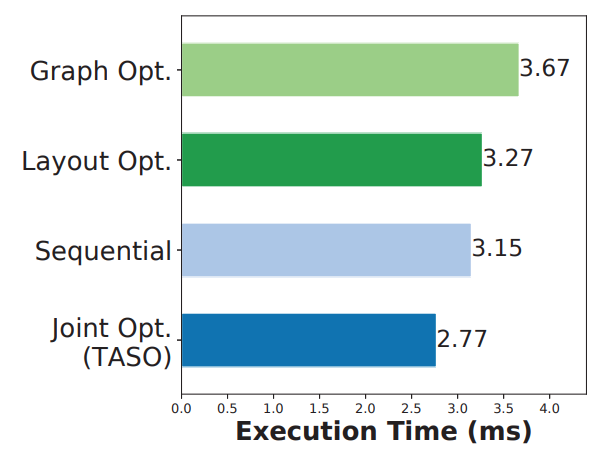 Graph Opt.
3.67
Layout Opt.
3.27
Sequential
3.15
Joint Opt.
(TASO)
2.77
0.0 0.5 1.0 1.5 2.0 2.5 3.0 3.5 4.0
Execution Time (ms)